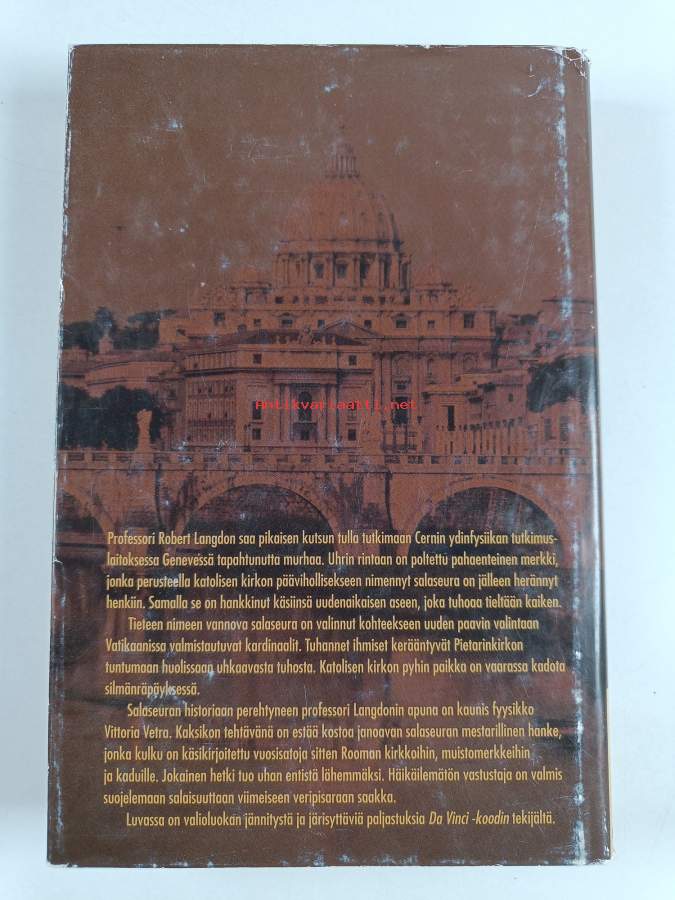 Antikvariaatti.net
Professori Robert Langdon saa pikaisen kutsun tulla tutkimaan Cernin ydinfysiikan tutkimus-
laitoksessa Genevessä tapahtunutta murhaa. Uhrin rintaan on poltettu pahaenteinen merkki,
jonka perusteella katolisen kirkon päävihollisekseen nimennyt salaseura on jälleen herännyt
henkiin. Samalla se on hankkinut käsiinsä uudenaikaisen aseen, joka tuhoaa tieltään kaiken.
Tieteen nimeen vannova salaseura on valinnut kohteekseen uuden paavin valintaan
Vatikaanissa valmistautuvat kardinaalit. Tuhannet ihmiset kerääntyvät Pietarinkirkon
tuntumaan huolissaan uhkaavasta tuhosta. Katolisen kirkon pyhin paikka on vaarassa kadota
silmänräpäyksessä.
Salaseuran historiaan perehtyneen professori Langdonin apuna on kaunis fyysikko
Vittoria Vetra. Kaksikon tehtävänä on estää kostoa janoavan salaseuran mestarillinen hanke,
jonka kulku on käsikirjoitettu vuosisatoja sitten Rooman kirkkoihin, muistomerkkeihin
ja kaduille. Jokainen hetki tuo uhan entistä lähemmäksi. Häikäilemätön vastustaja on valmis
suojelemaan salaisuuttaan viimeiseen veripisaraan saakka.
Luvassa on valioluokan jännitystä ja järisyttäviä paljastuksia Da Vinci -koodin tekijältä.